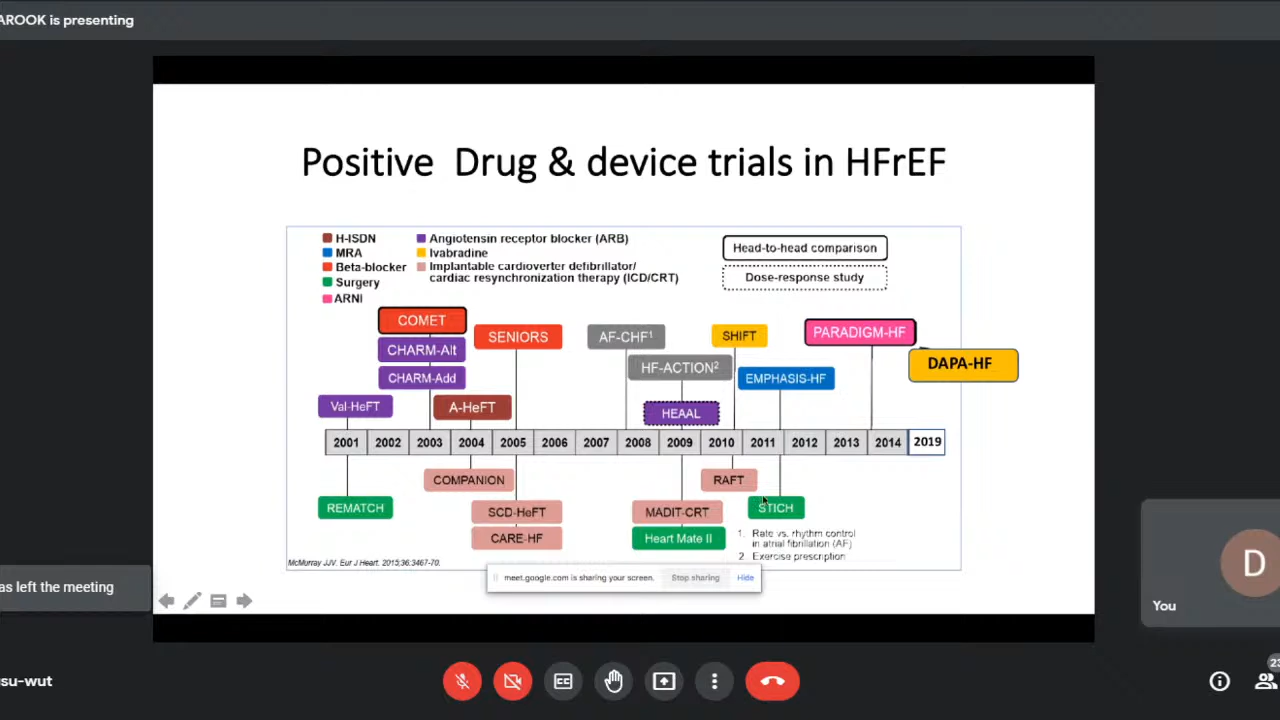 AROOK is presenting
Positive Drug & device trials in HFrEF
H-ISDN
MRA
Beta-blocker
Surgery
ARNI
Angiotensin receptor blocker (ARB)
Ivabradine
Implantable cardioverter defibrillator/
cardiac resynchronization therapy (ICD/CRT)
Head-to-head comparison
Dose-response study
COMET
CHARM-Alt
CHARM-Add
Val-HeFT
A-HeFT
SENIORS
AF-CHF1
HF-ACTION2
HEAAL
SHIFT
EMPHASIS-HF
PARADIGM-HF
DAPA-HF
2001 2002 2003 2004 2005 2006 2007 2008 2009 2010 2011 2012 2013 2014 2019
REMATCH
COMPANION
SCD-HeFT
CARE-HF
MADIT-CRT
Heart Mate II
RAFT
STICH
1. Rate vs. rhythm control
in atrial fibrillation (AF)
2 Exercise prescription
McMurray JJV. Eur J Heart. 2015;36:3467-70.
meet.google.com is sharing your screen. Stop sharing Hide
as left the meeting
D
You
su-wut
CC
23